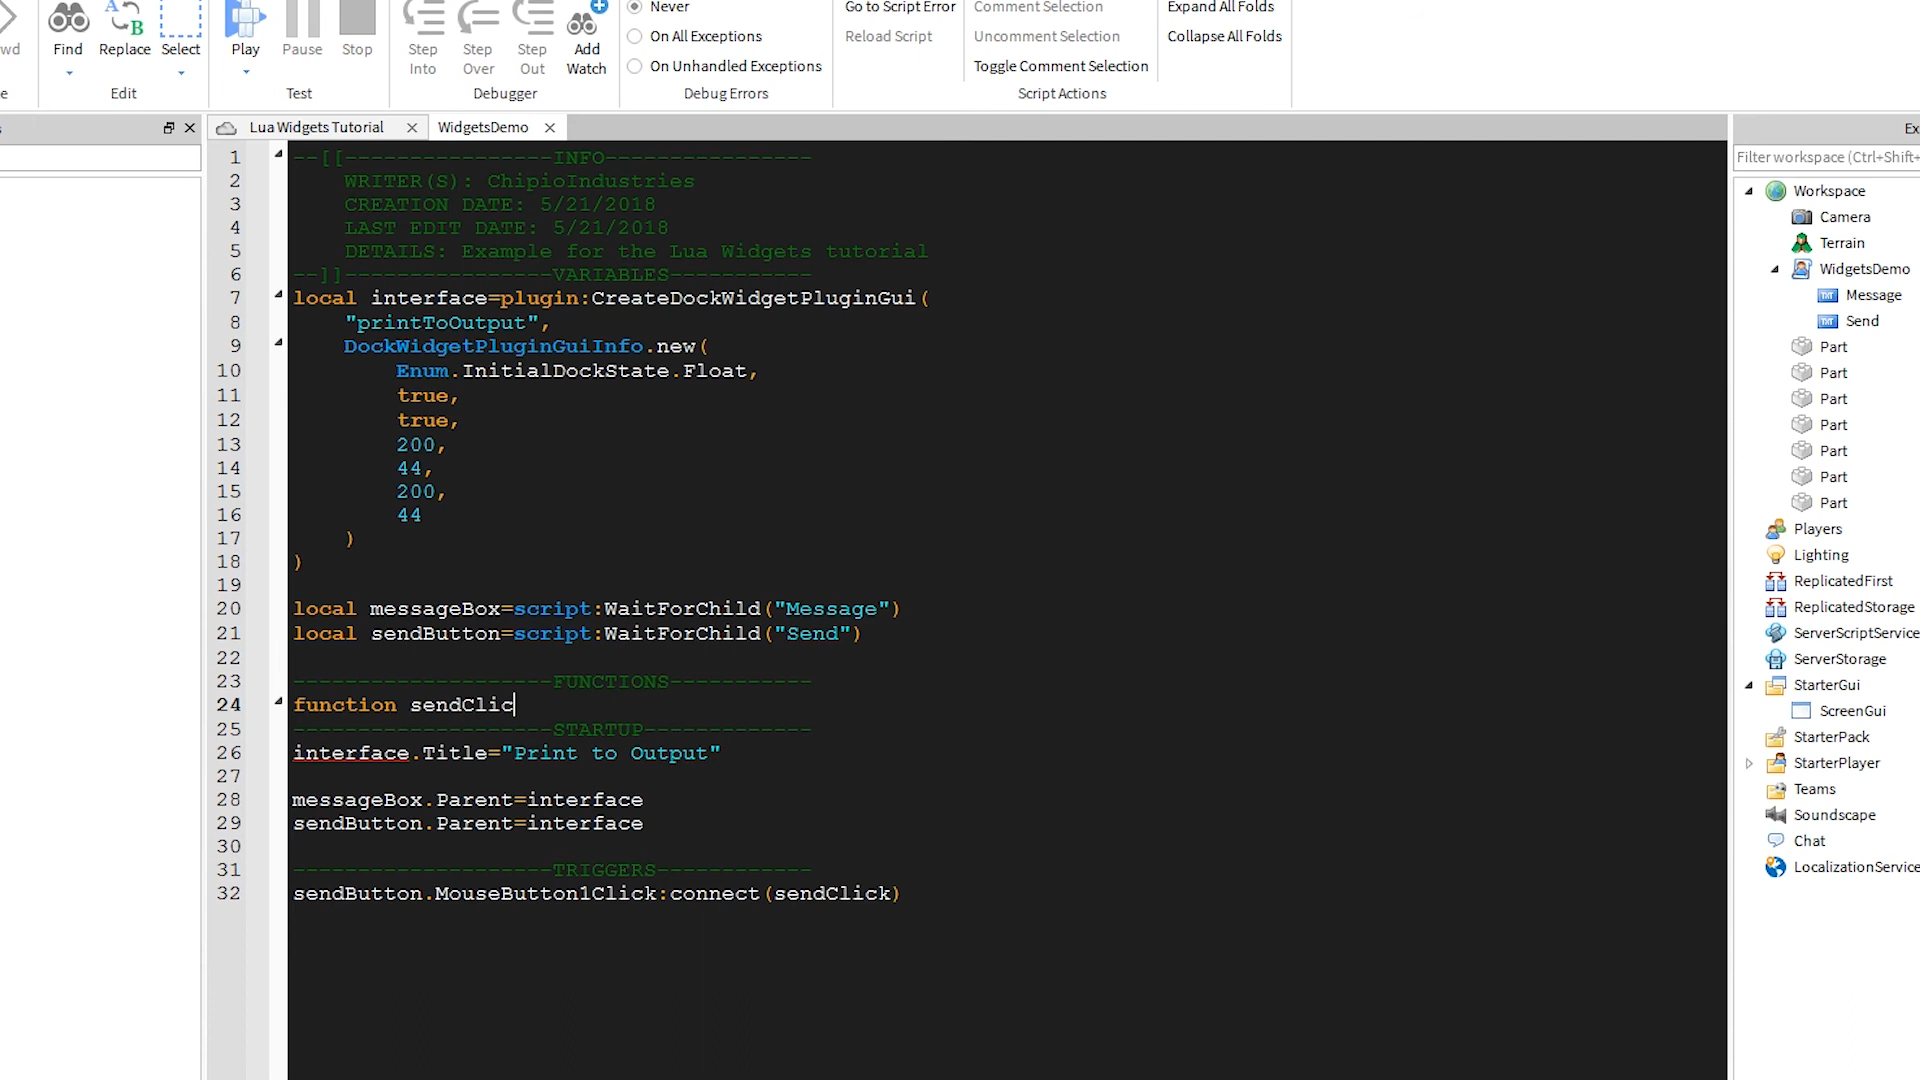 wd
Find
Replace
Select
Play
Pause
Stop
Step Into
Step Over
Step Out
Add Watch
Never
On All Exceptions
On Unhandled Exceptions
Go to Script Error
Reload Script
Comment Selection
Uncomment Selection
Toggle Comment Selection
Expand All Folds
Collapse All Folds
e
Edit
Test
Debugger
Debug Errors
Script Actions
Lua Widgets Tutorial
WidgetsDemo
1 --[[----------------INFO----------------
2 WRITER(S): ChipioIndustries
3 CREATION DATE: 5/21/2018
4 LAST EDIT DATE: 5/21/2018
5 DETAILS: Example for the Lua Widgets tutorial
6 --]]----------------VARIABLES-----------
7 local interface=plugin:CreateDockWidgetPluginGui(
8 "printToOutput",
9 DockWidgetPluginGuiInfo.new(
10 Enum.InitialDockState.Float,
11 true,
12 true,
13 200,
14 44,
15 200,
16 44
17 )
18 )
19
20 local messageBox=script:WaitForChild("Message")
21 local sendButton=script:WaitForChild("Send")
22
23 --------------------FUNCTIONS-----------
24 function sendClic
25 --------------------STARTUP-------------
26 interface.Title="Print to Output"
27
28 messageBox.Parent=interface
29 sendButton.Parent=interface
30
31 --------------------TRIGGERS------------
32 sendButton.MouseButton1Click:connect(sendClick)
Ex
Filter workspace (Ctrl+Shift+
Workspace
Camera
Terrain
WidgetsDemo
TXT Message
TXT Send
Part
Part
Part
Part
Part
Part
Part
Players
Lighting
ReplicatedFirst
ReplicatedStorage
ServerScriptService
ServerStorage
StarterGui
ScreenGui
StarterPack
StarterPlayer
Teams
Soundscape
Chat
LocalizationService